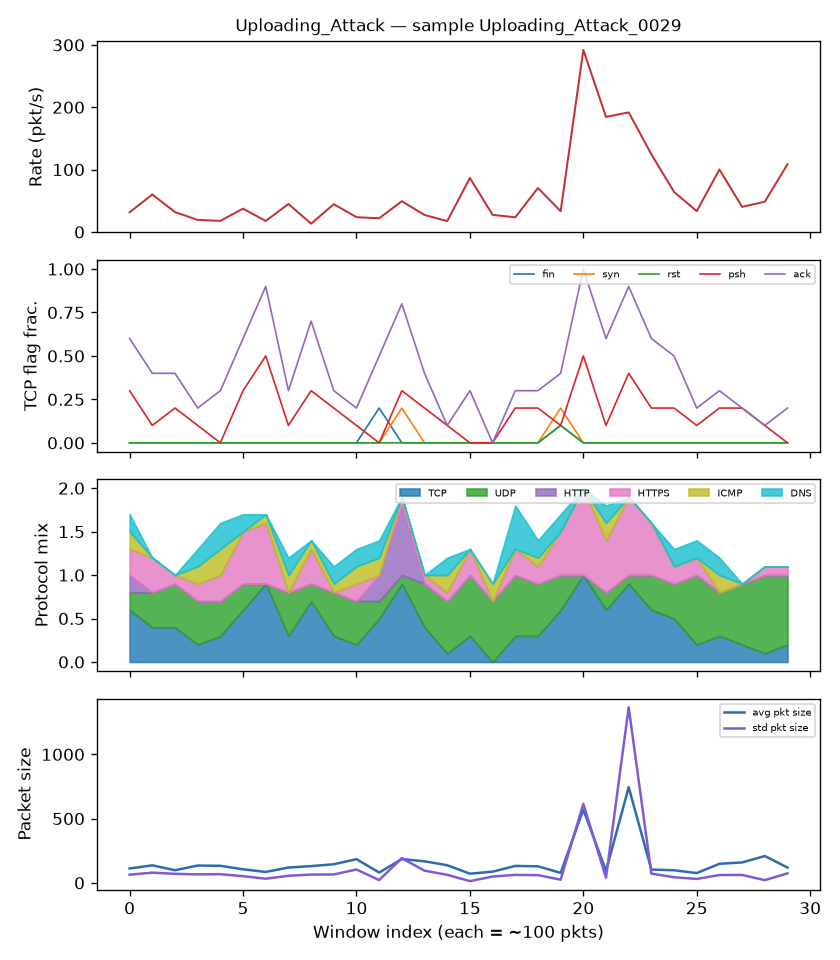 Uploading_Attack — sample Uploading_Attack_0029
Rate (pkt/s)
300
200
100
0
TCP flag frac.
1.00
0.75
0.50
0.25
0.00
fin syn rst psh ack
Protocol mix
2.0
1.5
1.0
0.5
0.0
TCP UDP HTTP HTTPS ICMP DNS
Packet size
1000
500
0
avg pkt size
std pkt size
0 5 10 15 20 25 30
Window index (each = ~100 pkts)